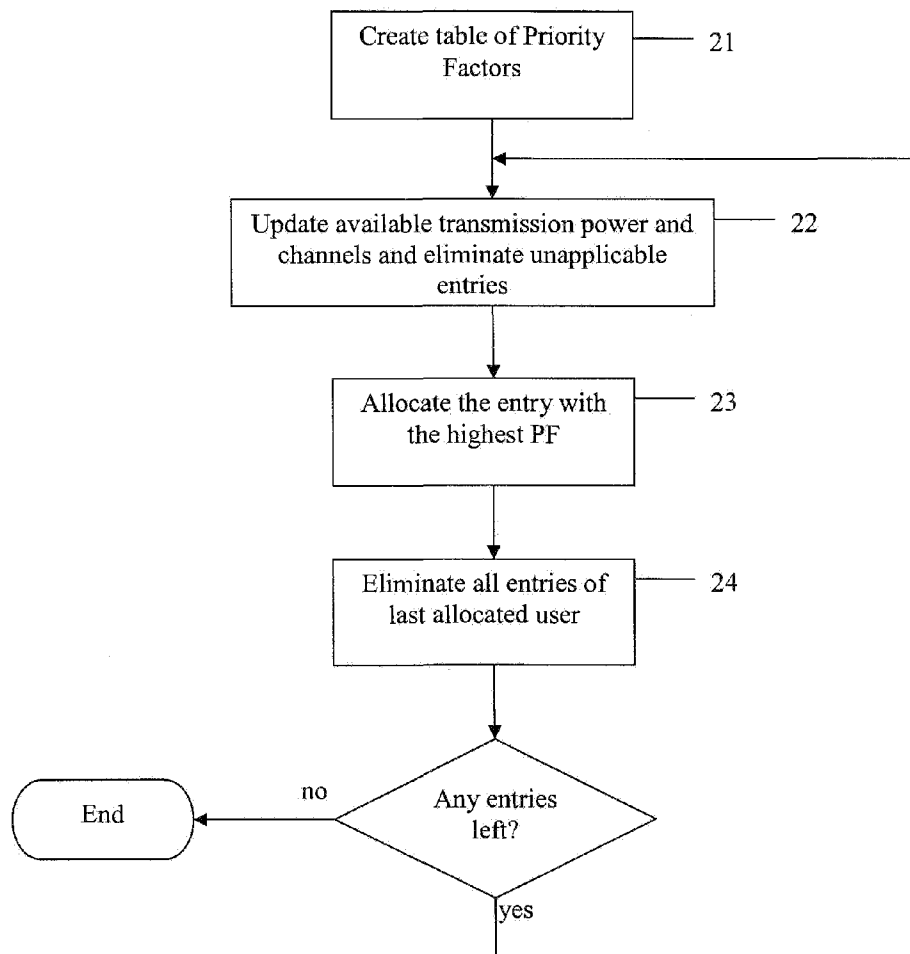 Create table of Priority
Factors
21
Update available transmission power and
channels and eliminate unapplicable
entries
22
Allocate the entry with
the highest PF
23
Eliminate all entries of
last allocated user
24
Any entries
left?
no
End
yes